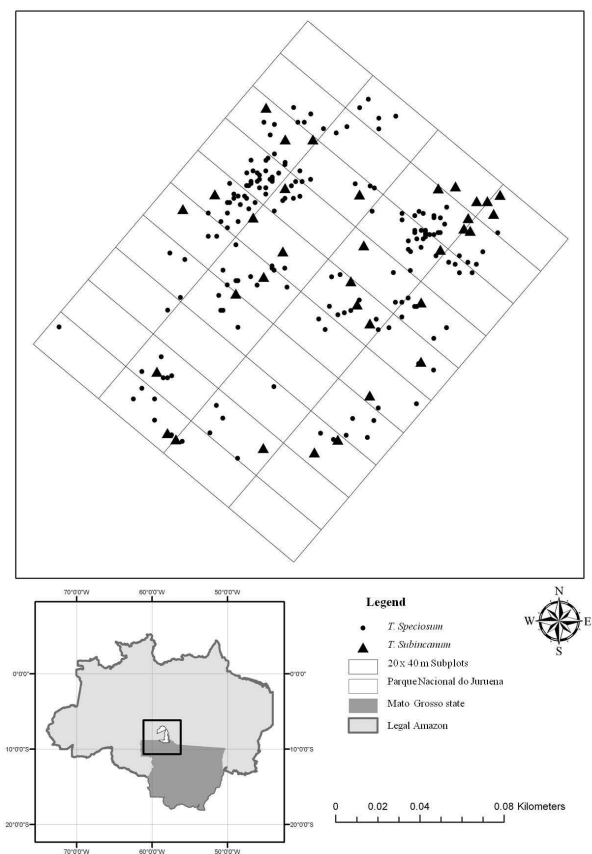 70°0'0"W 60°0'0"W 50°0'0"W
0°0'0" 0°0'0"
10°0'0"S 10°0'0"S
20°0'0"S 20°0'0"S
70°0'0"W 60°0'0"W 50°0'0"W
Legend
T. Speciosum
T. Subincanum
20 x 40 m Subplots
Parque Nacional do Juruena
Mato Grosso state
Legal Amazon
N
W E
S
0 0.02 0.04 0.08 Kilometers